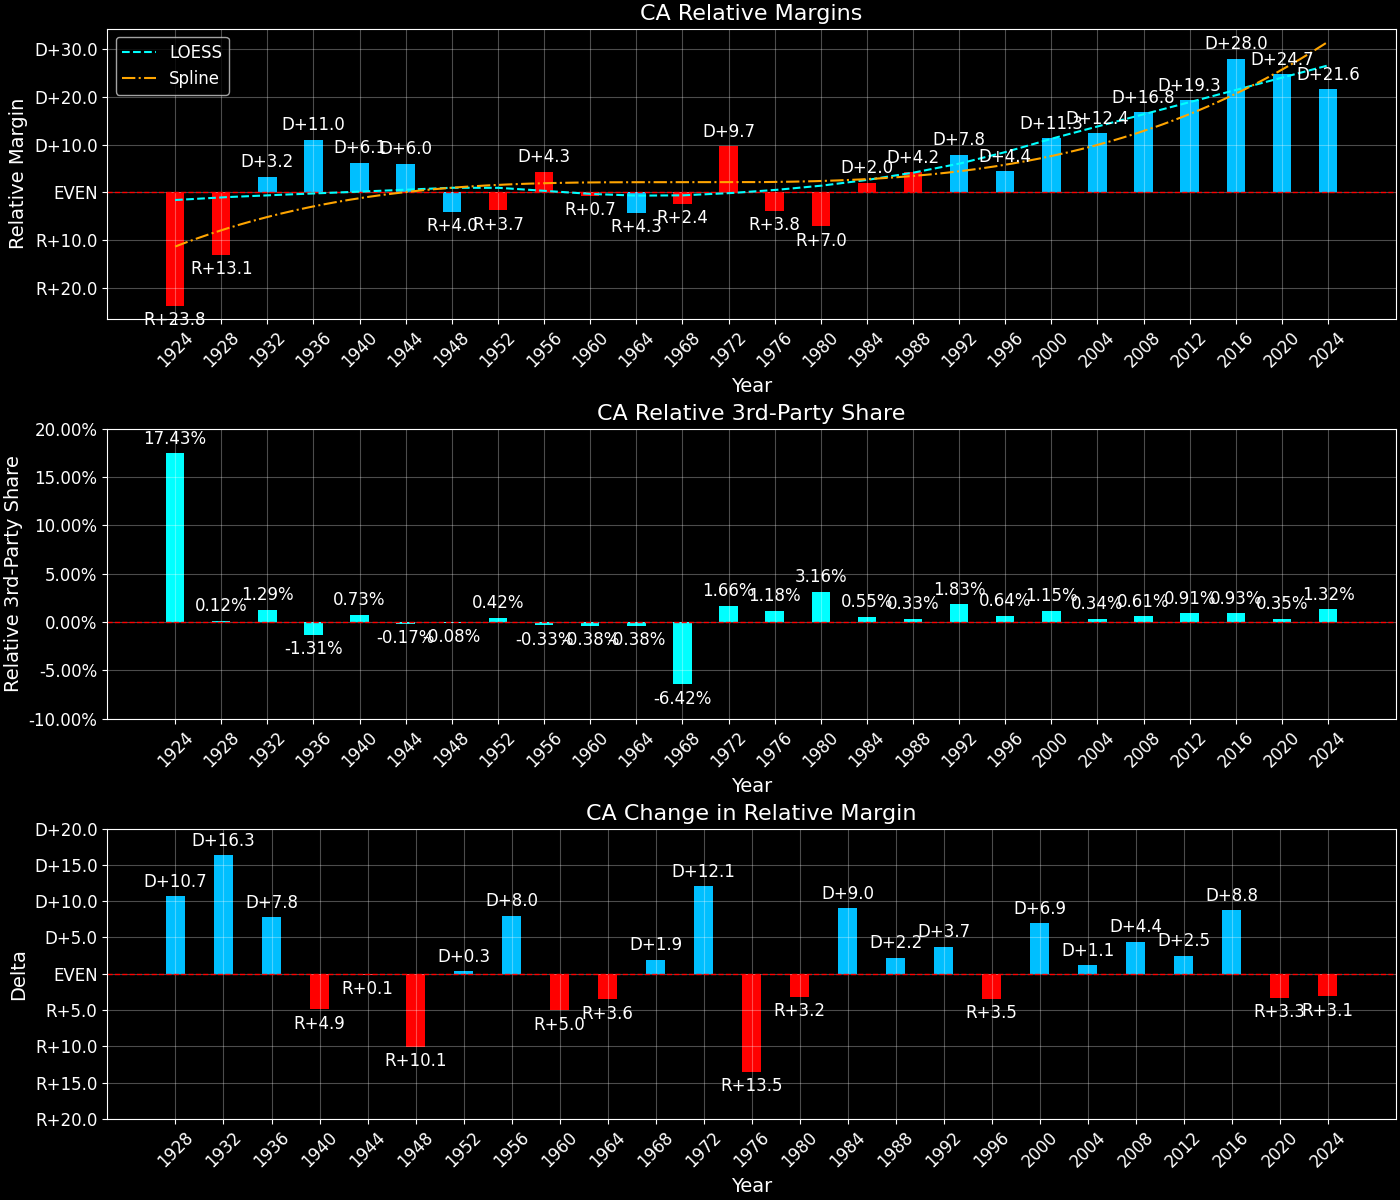 CA Relative Margins
Relative Margin
D+30.0
D+20.0
D+10.0
EVEN
R+10.0
R+20.0
LOESS
Spline
R+23.8
R+13.1
D+3.2
D+11.0
D+6.1
D+6.0
R+4.0
R+3.7
D+4.3
R+0.7
R+4.3
R+2.4
D+9.7
R+3.8
R+7.0
D+2.0
D+4.2
D+7.8
D+4.4
D+11.3
D+12.4
D+16.8
D+19.3
D+28.0
D+24.7
D+21.6
1924 1928 1932 1936 1940 1944 1948 1952 1956 1960 1964 1968 1972 1976 1980 1984 1988 1992 1996 2000 2004 2008 2012 2016 2020 2024
Year
CA Relative 3rd-Party Share
Relative 3rd-Party Share
20.00%
15.00%
10.00%
5.00%
0.00%
-5.00%
-10.00%
17.43%
0.12%
1.29%
-1.31%
0.73%
-0.17%
-0.08%
0.42%
-0.33%
-0.38%
-0.38%
-6.42%
1.66%
1.18%
3.16%
0.55%
0.33%
1.83%
0.64%
1.15%
0.34%
0.61%
0.91%
0.93%
0.35%
1.32%
1924 1928 1932 1936 1940 1944 1948 1952 1956 1960 1964 1968 1972 1976 1980 1984 1988 1992 1996 2000 2004 2008 2012 2016 2020 2024
Year
CA Change in Relative Margin
Delta
D+20.0
D+15.0
D+10.0
D+5.0
EVEN
R+5.0
R+10.0
R+15.0
R+20.0
D+10.7
D+16.3
D+7.8
R+4.9
R+0.1
R+10.1
D+0.3
D+8.0
R+5.0
R+3.6
D+1.9
D+12.1
R+13.5
R+3.2
D+9.0
D+2.2
D+3.7
R+3.5
D+6.9
D+1.1
D+4.4
D+2.5
D+8.8
R+3.3
R+3.1
1928 1932 1936 1940 1944 1948 1952 1956 1960 1964 1968 1972 1976 1980 1984 1988 1992 1996 2000 2004 2008 2012 2016 2020 2024
Year